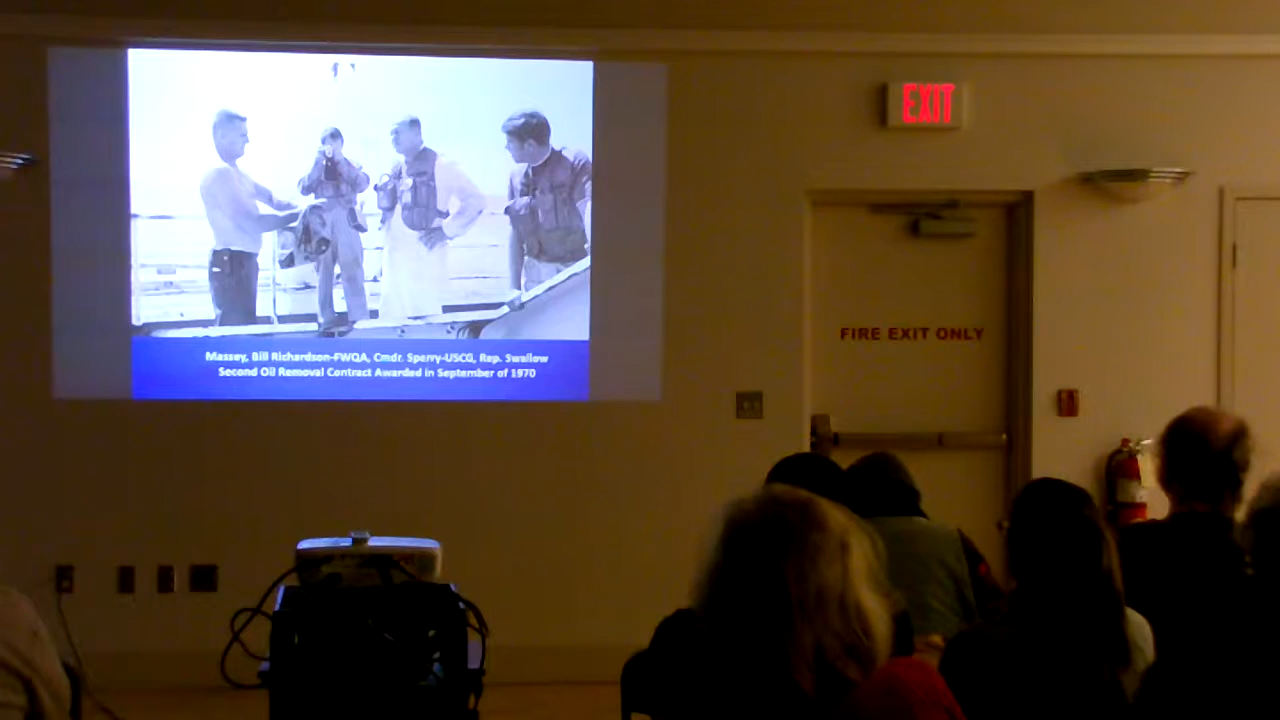 EXIT
FIRE EXIT ONLY
Massey, Bill Richardson-FWQA, Cmdr. Sperry-USCG, Rep. Swallow
Second Oil Removal Contract Awarded in September of 1970